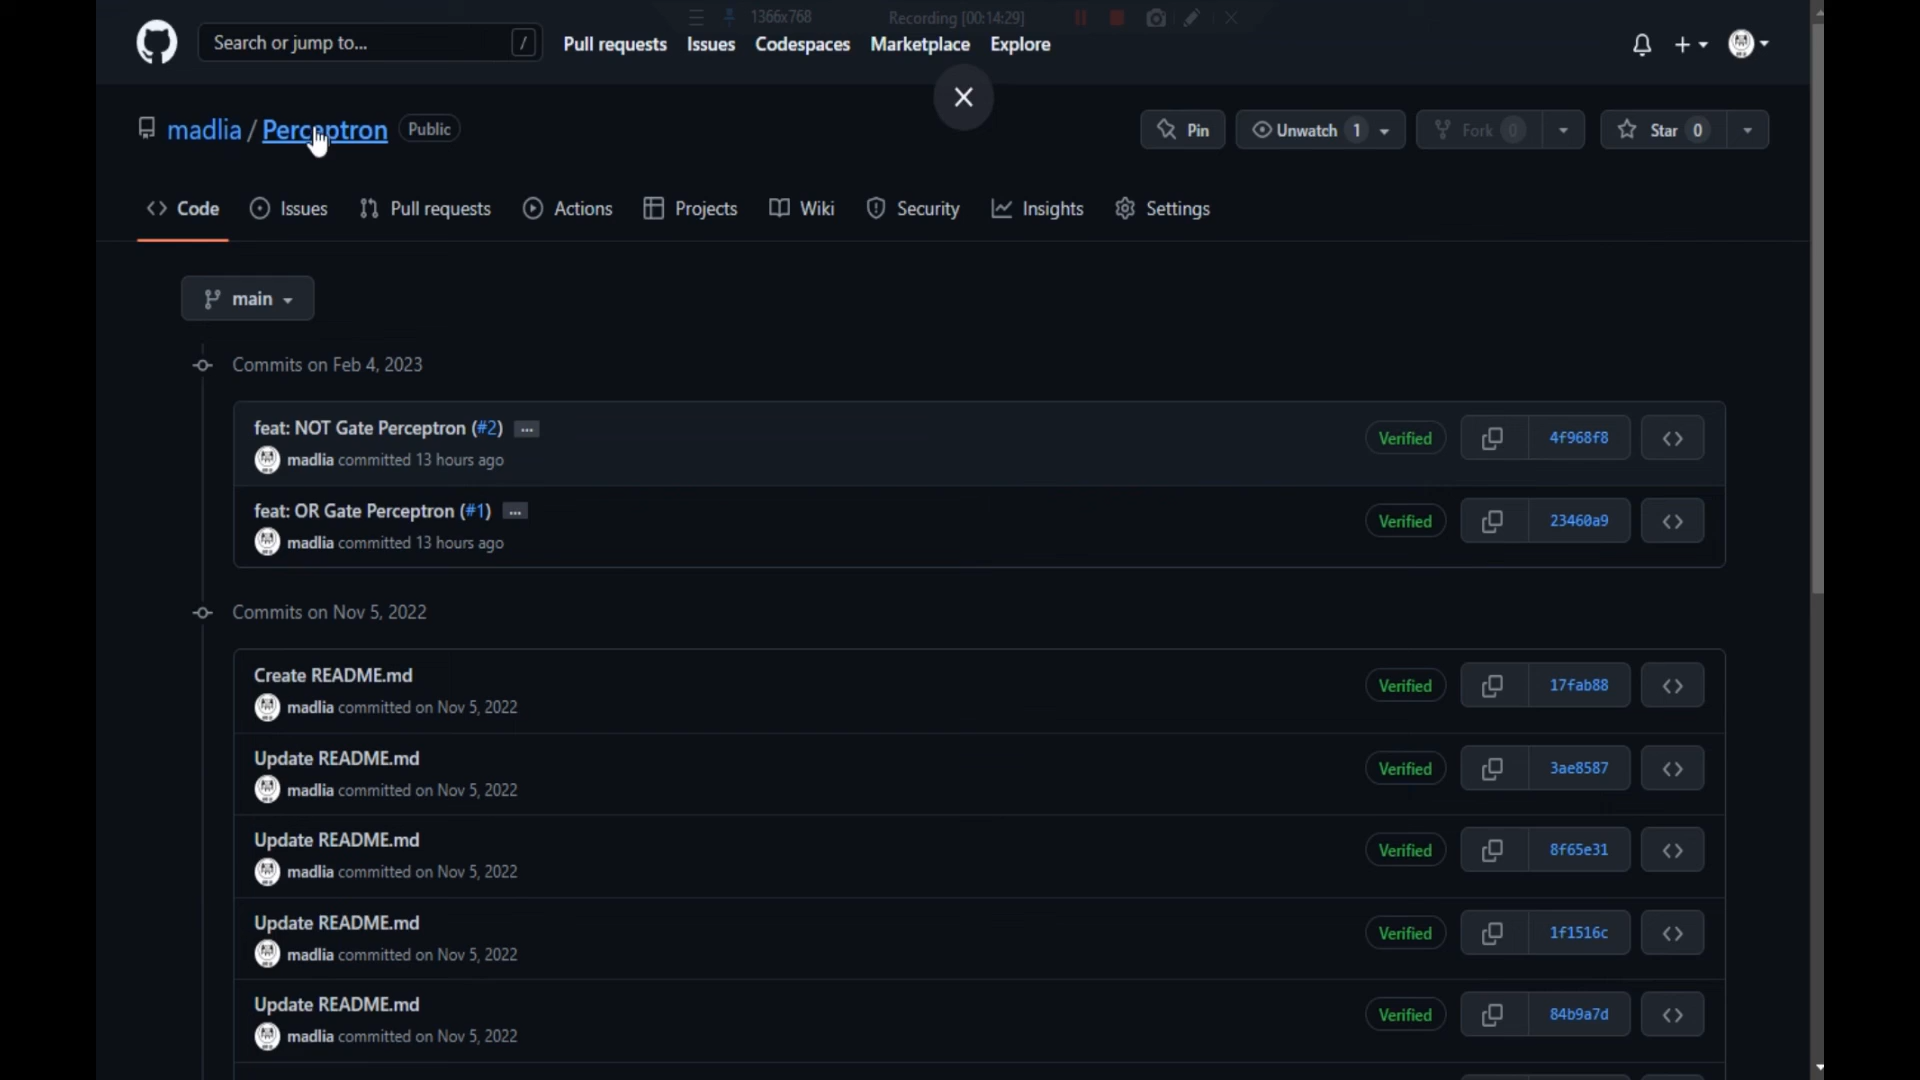 1366x768 Recording [00:14:29]
Search or jump to... / Pull requests Issues Codespaces Marketplace Explore
madlia / Perceptron Public Pin Unwatch 1 Fork 0 Star 0
Code Issues Pull requests Actions Projects Wiki Security Insights Settings
main
Commits on Feb 4, 2023
feat: NOT Gate Perceptron (#2) ... Verified 4f968f8
madlia committed 13 hours ago
feat: OR Gate Perceptron (#1) ... Verified 23460a9
madlia committed 13 hours ago
Commits on Nov 5, 2022
Create README.md Verified 17fab88
madlia committed on Nov 5, 2022
Update README.md Verified 3ae8587
madlia committed on Nov 5, 2022
Update README.md Verified 8f65e31
madlia committed on Nov 5, 2022
Update README.md Verified 1f1516c
madlia committed on Nov 5, 2022
Update README.md Verified 84b9a7d
madlia committed on Nov 5, 2022